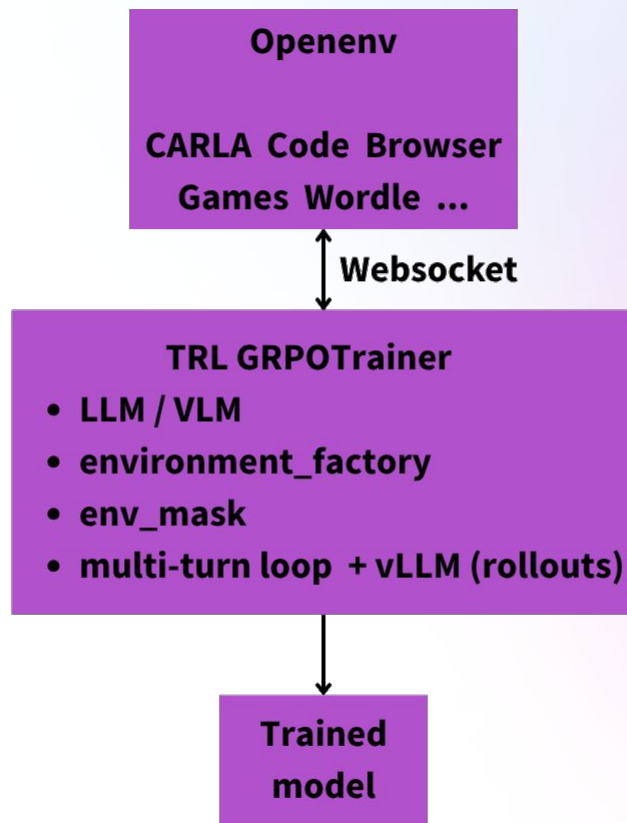 Openenv
CARLA Code Browser
Games Wordle ...
Websocket
TRL GRPOTrainer
• LLM / VLM
• environment_factory
• env_mask
• multi-turn loop + vLLM (rollouts)
Trained
model